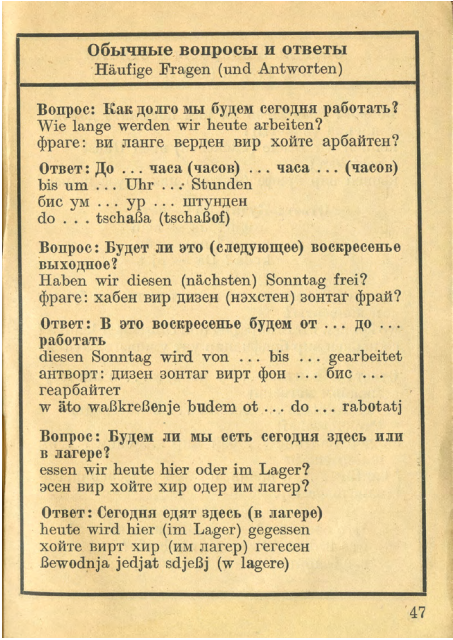 Обычные вопросы и ответы
Häufige Fragen (und Antworten)
Вопрос: Как долго мы будем сегодня работать?
Wie lange werden wir heute arbeiten?
фраге: ви ланге верден вир хойте арбайтен?
Ответ: До ... часа (часов) ... часа ... (часов)
bis um ... Uhr ... Stunden
бис ум ... ур ... штунден
do ... tschaßa (tschaßof)
Вопрос: Будет ли это (следующее) воскресенье
выходное?
Haben wir diesen (nächsten) Sonntag frei?
фраге: хабен вир дизен (нэхстен) зонтаг фрай?
Ответ: В это воскресенье будем от ... до ...
работать
diesen Sonntag wird von ... bis ... gearbeitet
антворт: дизен зонтаг вирт фон ... бис ...
геарбайтет
w äto waßkreßenje budem ot ... do ... rabotatj
Вопрос: Будем ли мы есть сегодня здесь или
в лагере?
essen wir heute hier oder im Lager?
эсен вир хойте хир одер им лагер?
Ответ: Сегодня едят здесь (в лагере)
heute wird hier (im Lager) gegessen
хойте вирт хир (им лагер) гегесен
ßewodnja jedjat sdjeßj (w lagere)
47